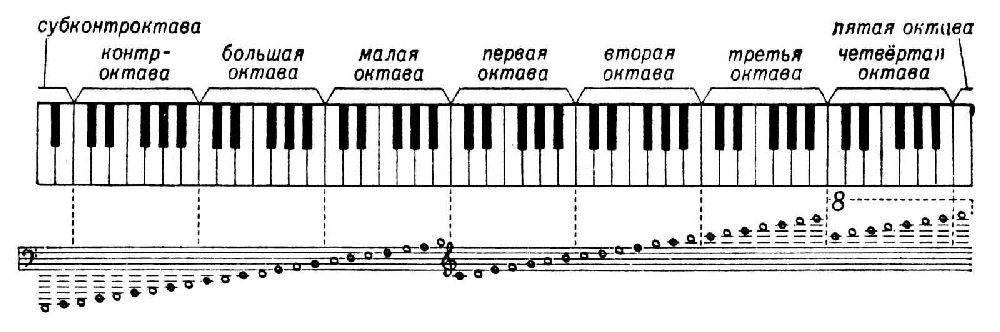 субконтроктава
контр-
октава
большая
октава
малая
октава
первая
октава
вторая
октава
третья
октава
четвёртая
октава
пятая октава
8